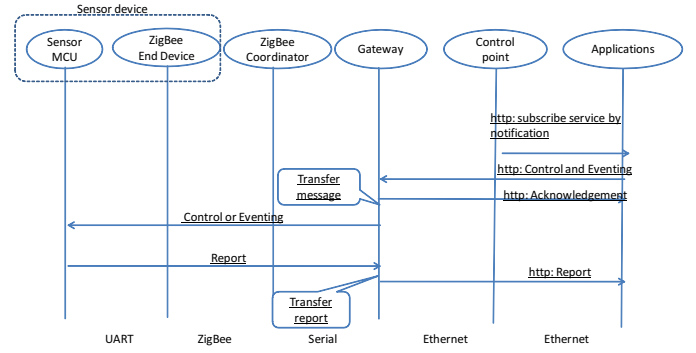 Sensor device
Sensor
MCU
ZigBee
End Device
ZigBee
Coordinator
Gateway
Control
point
Applications
http: subscribe service by
notification
http: Control and Eventing
Transfer
message
http: Acknowledgement
Control or Eventing
Report
http: Report
Transfer
report
UART
ZigBee
Serial
Ethernet
Ethernet